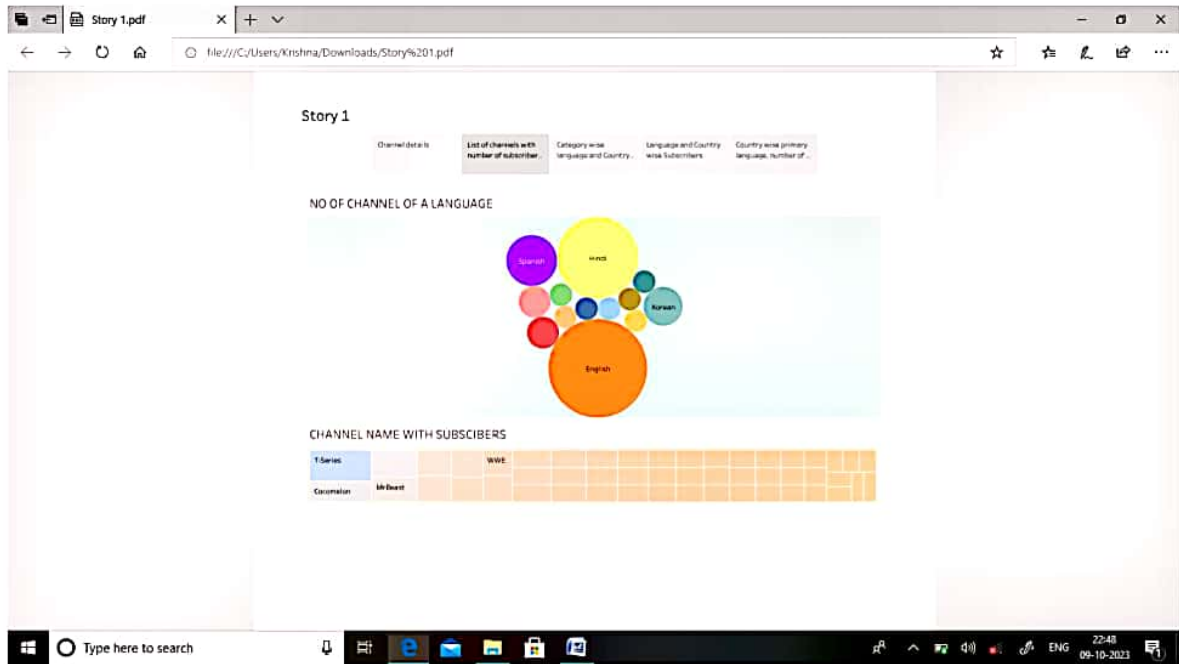 Story 1.pdf
file:///C:/Users/Krishna/Downloads/Story%201.pdf
Story 1
Channel details
List of channels with
number of subscriber..
Category wise
language and Country..
Language and Country
wise Subscribers
Country wise primary
language, number of ..
NO OF CHANNEL OF A LANGUAGE
Spanish
Hindi
Korean
English
CHANNEL NAME WITH SUBSCIBERS
T-Series
WWE
Cocomelon
MrBeast
Type here to search
ENG
22:48
09-10-2023